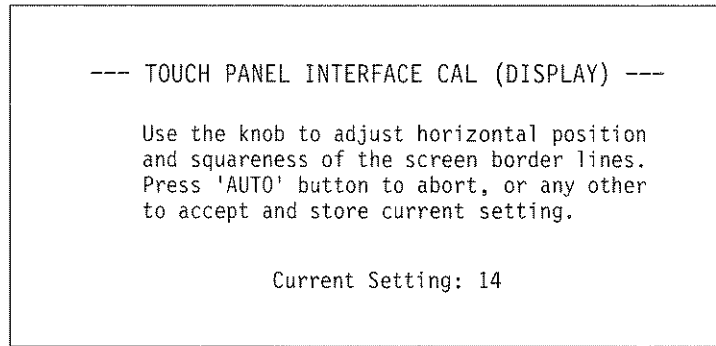 --- TOUCH PANEL INTERFACE CAL (DISPLAY) ---
Use the knob to adjust horizontal position
and squareness of the screen border lines.
Press 'AUTO' button to abort, or any other
to accept and store current setting.
Current Setting: 14